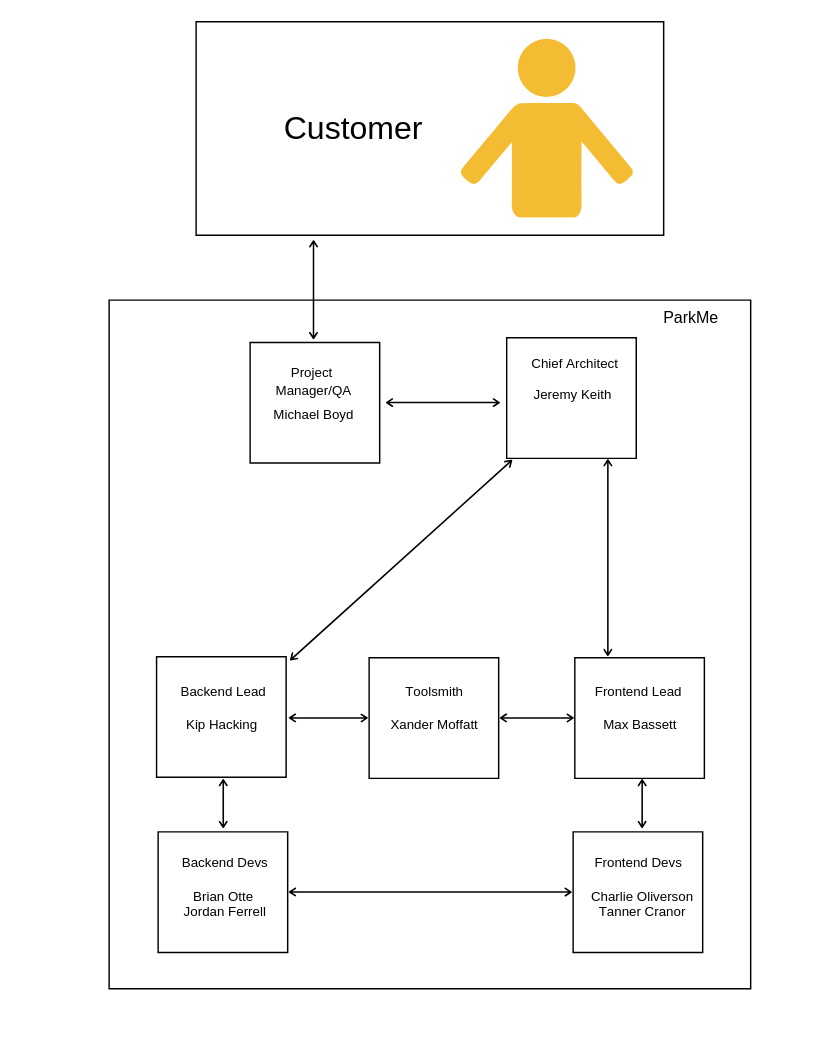 Customer
ParkMe
Project
Manager/QA
Michael Boyd
Chief Architect
Jeremy Keith
Backend Lead
Kip Hacking
Toolsmith
Xander Moffatt
Frontend Lead
Max Bassett
Backend Devs
Brian Otte
Jordan Ferrell
Frontend Devs
Charlie Oliverson
Tanner Cranor